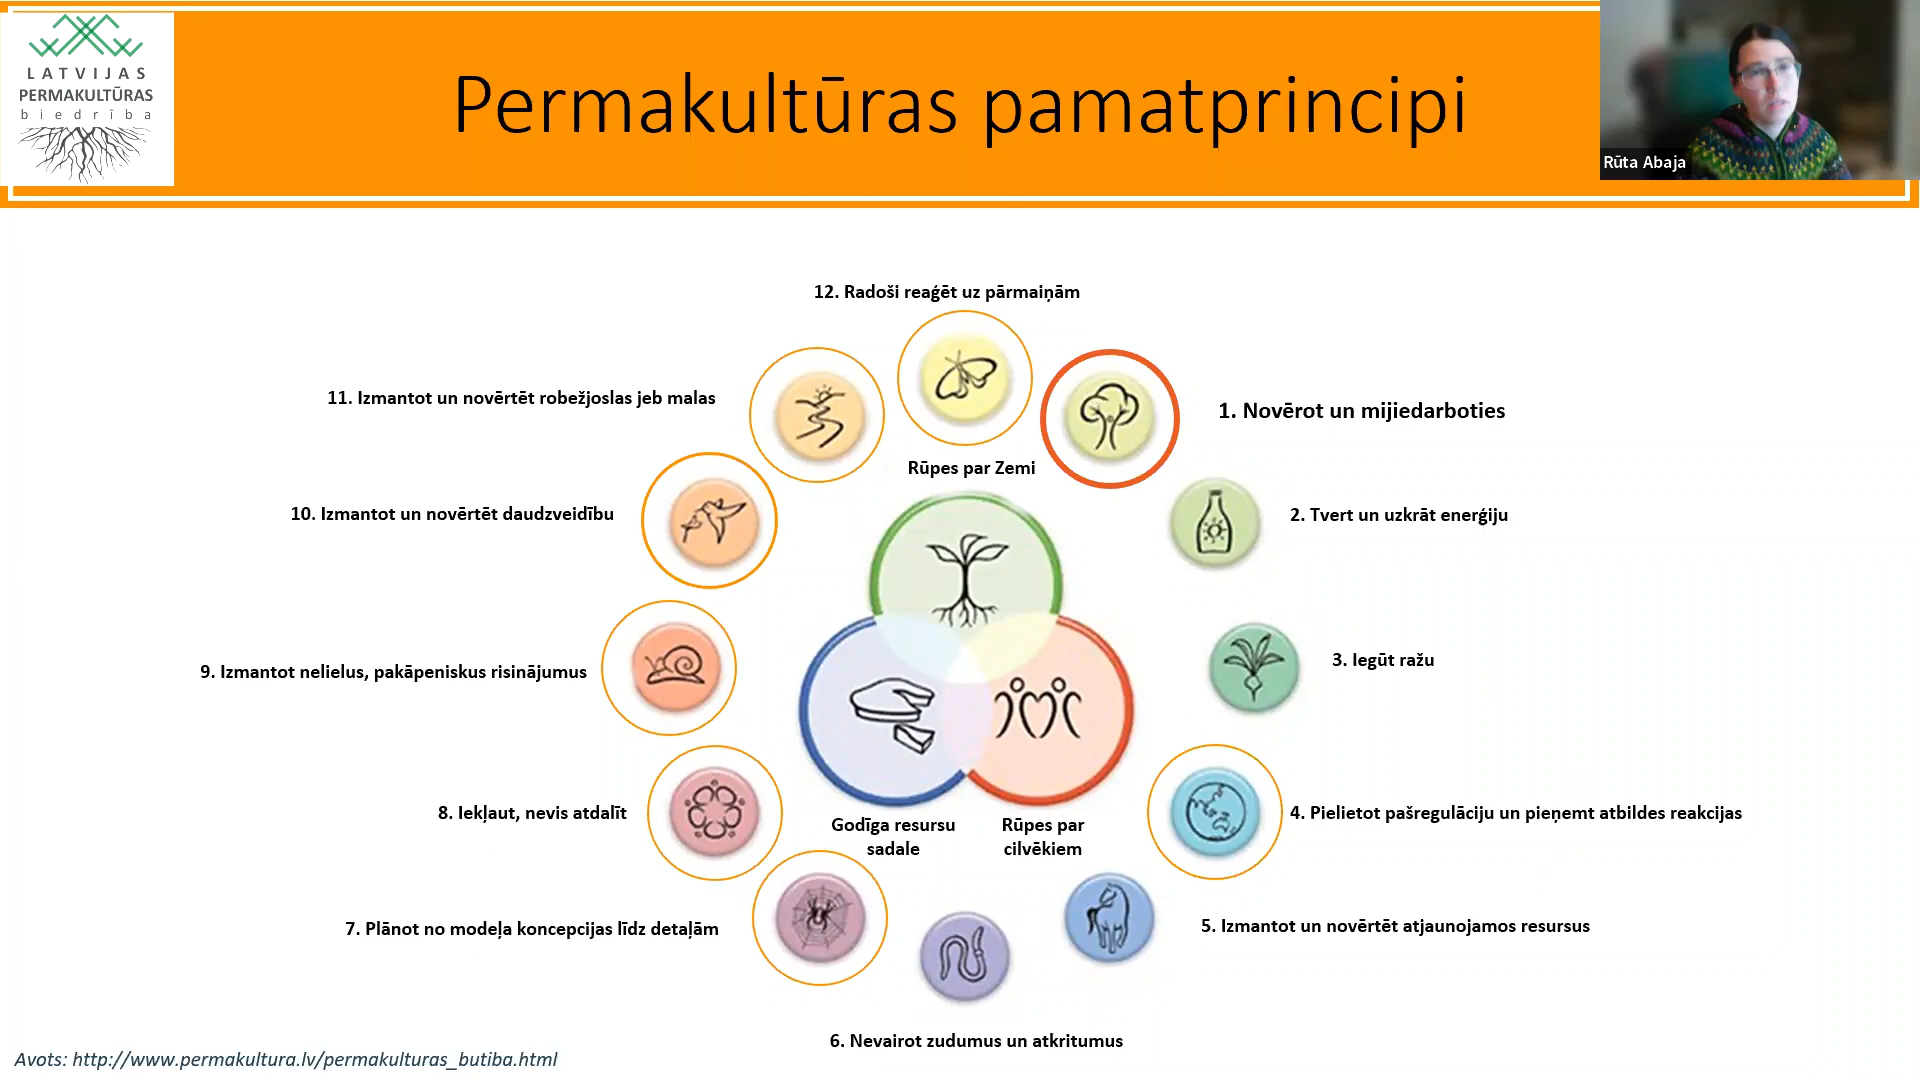 LATVIJAS
PERMAKULTŪRAS
biedrība
Permakultūras pamatprincipi
Rūta Abaja
12. Radoši reaģēt uz pārmaiņām
11. Izmantot un novērtēt robežjoslas jeb malas
1. Novērot un mijiedarboties
Rūpes par Zemi
10. Izmantot un novērtēt daudzveidību
2. Tvert un uzkrāt enerģiju
9. Izmantot nelielus, pakāpeniskus risinājumus
3. Iegūt ražu
8. Iekļaut, nevis atdalīt
Godīga resursu
sadale
Rūpes par
cilvēkiem
4. Pielietot pašregulāciju un pieņemt atbildes reakcijas
7. Plānot no modeļa koncepcijas līdz detaļām
5. Izmantot un novērtēt atjaunojamos resursus
6. Nevairot zudumus un atkritumus
Avots: http://www.permakultura.lv/permakulturas_butiba.html